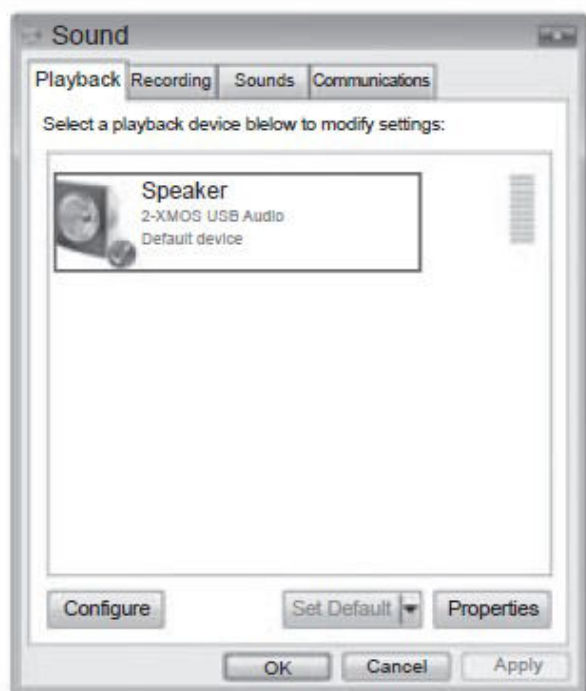 Sound
Playback Recording Sounds Communications
Select a playback device blelow to modify settings:
Speaker
2-XMOS USB Audio
Default device
Configure Set Default Properties
OK Cancel Apply